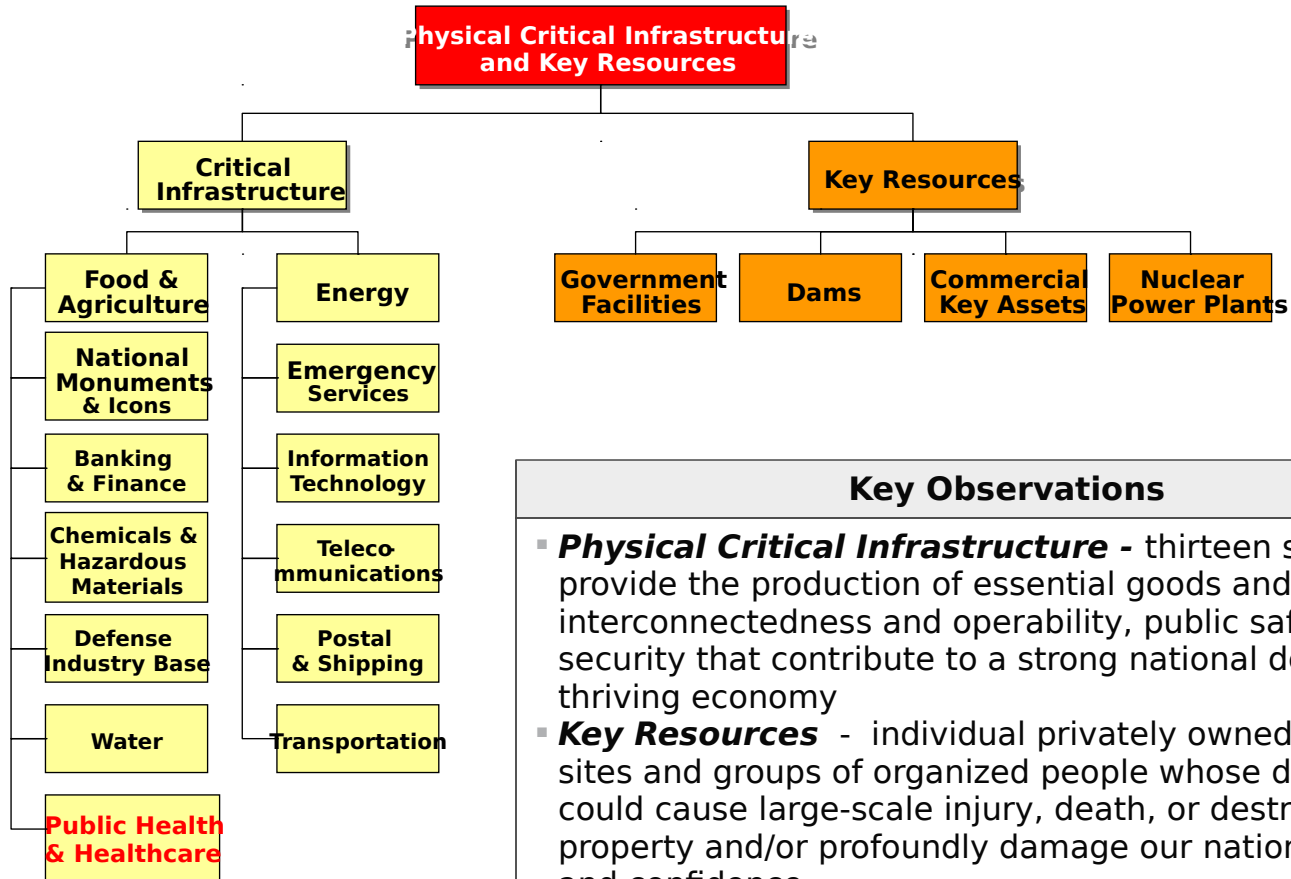 Physical Critical Infrastructure
and Key Resources
Critical
Infrastructure
Key Resources
Food &
Agriculture
Energy
Government
Facilities
Dams
Commercial
Key Assets
Nuclear
Power Plants
National
Monuments
& Icons
Emergency
Services
Banking
& Finance
Information
Technology
Chemicals &
Hazardous
Materials
Teleco-
mmunications
Defense
Industry Base
Postal
& Shipping
Water
Transportation
Public Health
& Healthcare
Key Observations
▪ Physical Critical Infrastructure - thirteen
provide the production of essential goods and
interconnectedness and operability, public
security that contribute to a strong national
thriving economy
▪ Key Resources - individual privately owned
sites and groups of organized people whose
could cause large-scale injury, death, or
property and/or profoundly damage our
and confidence